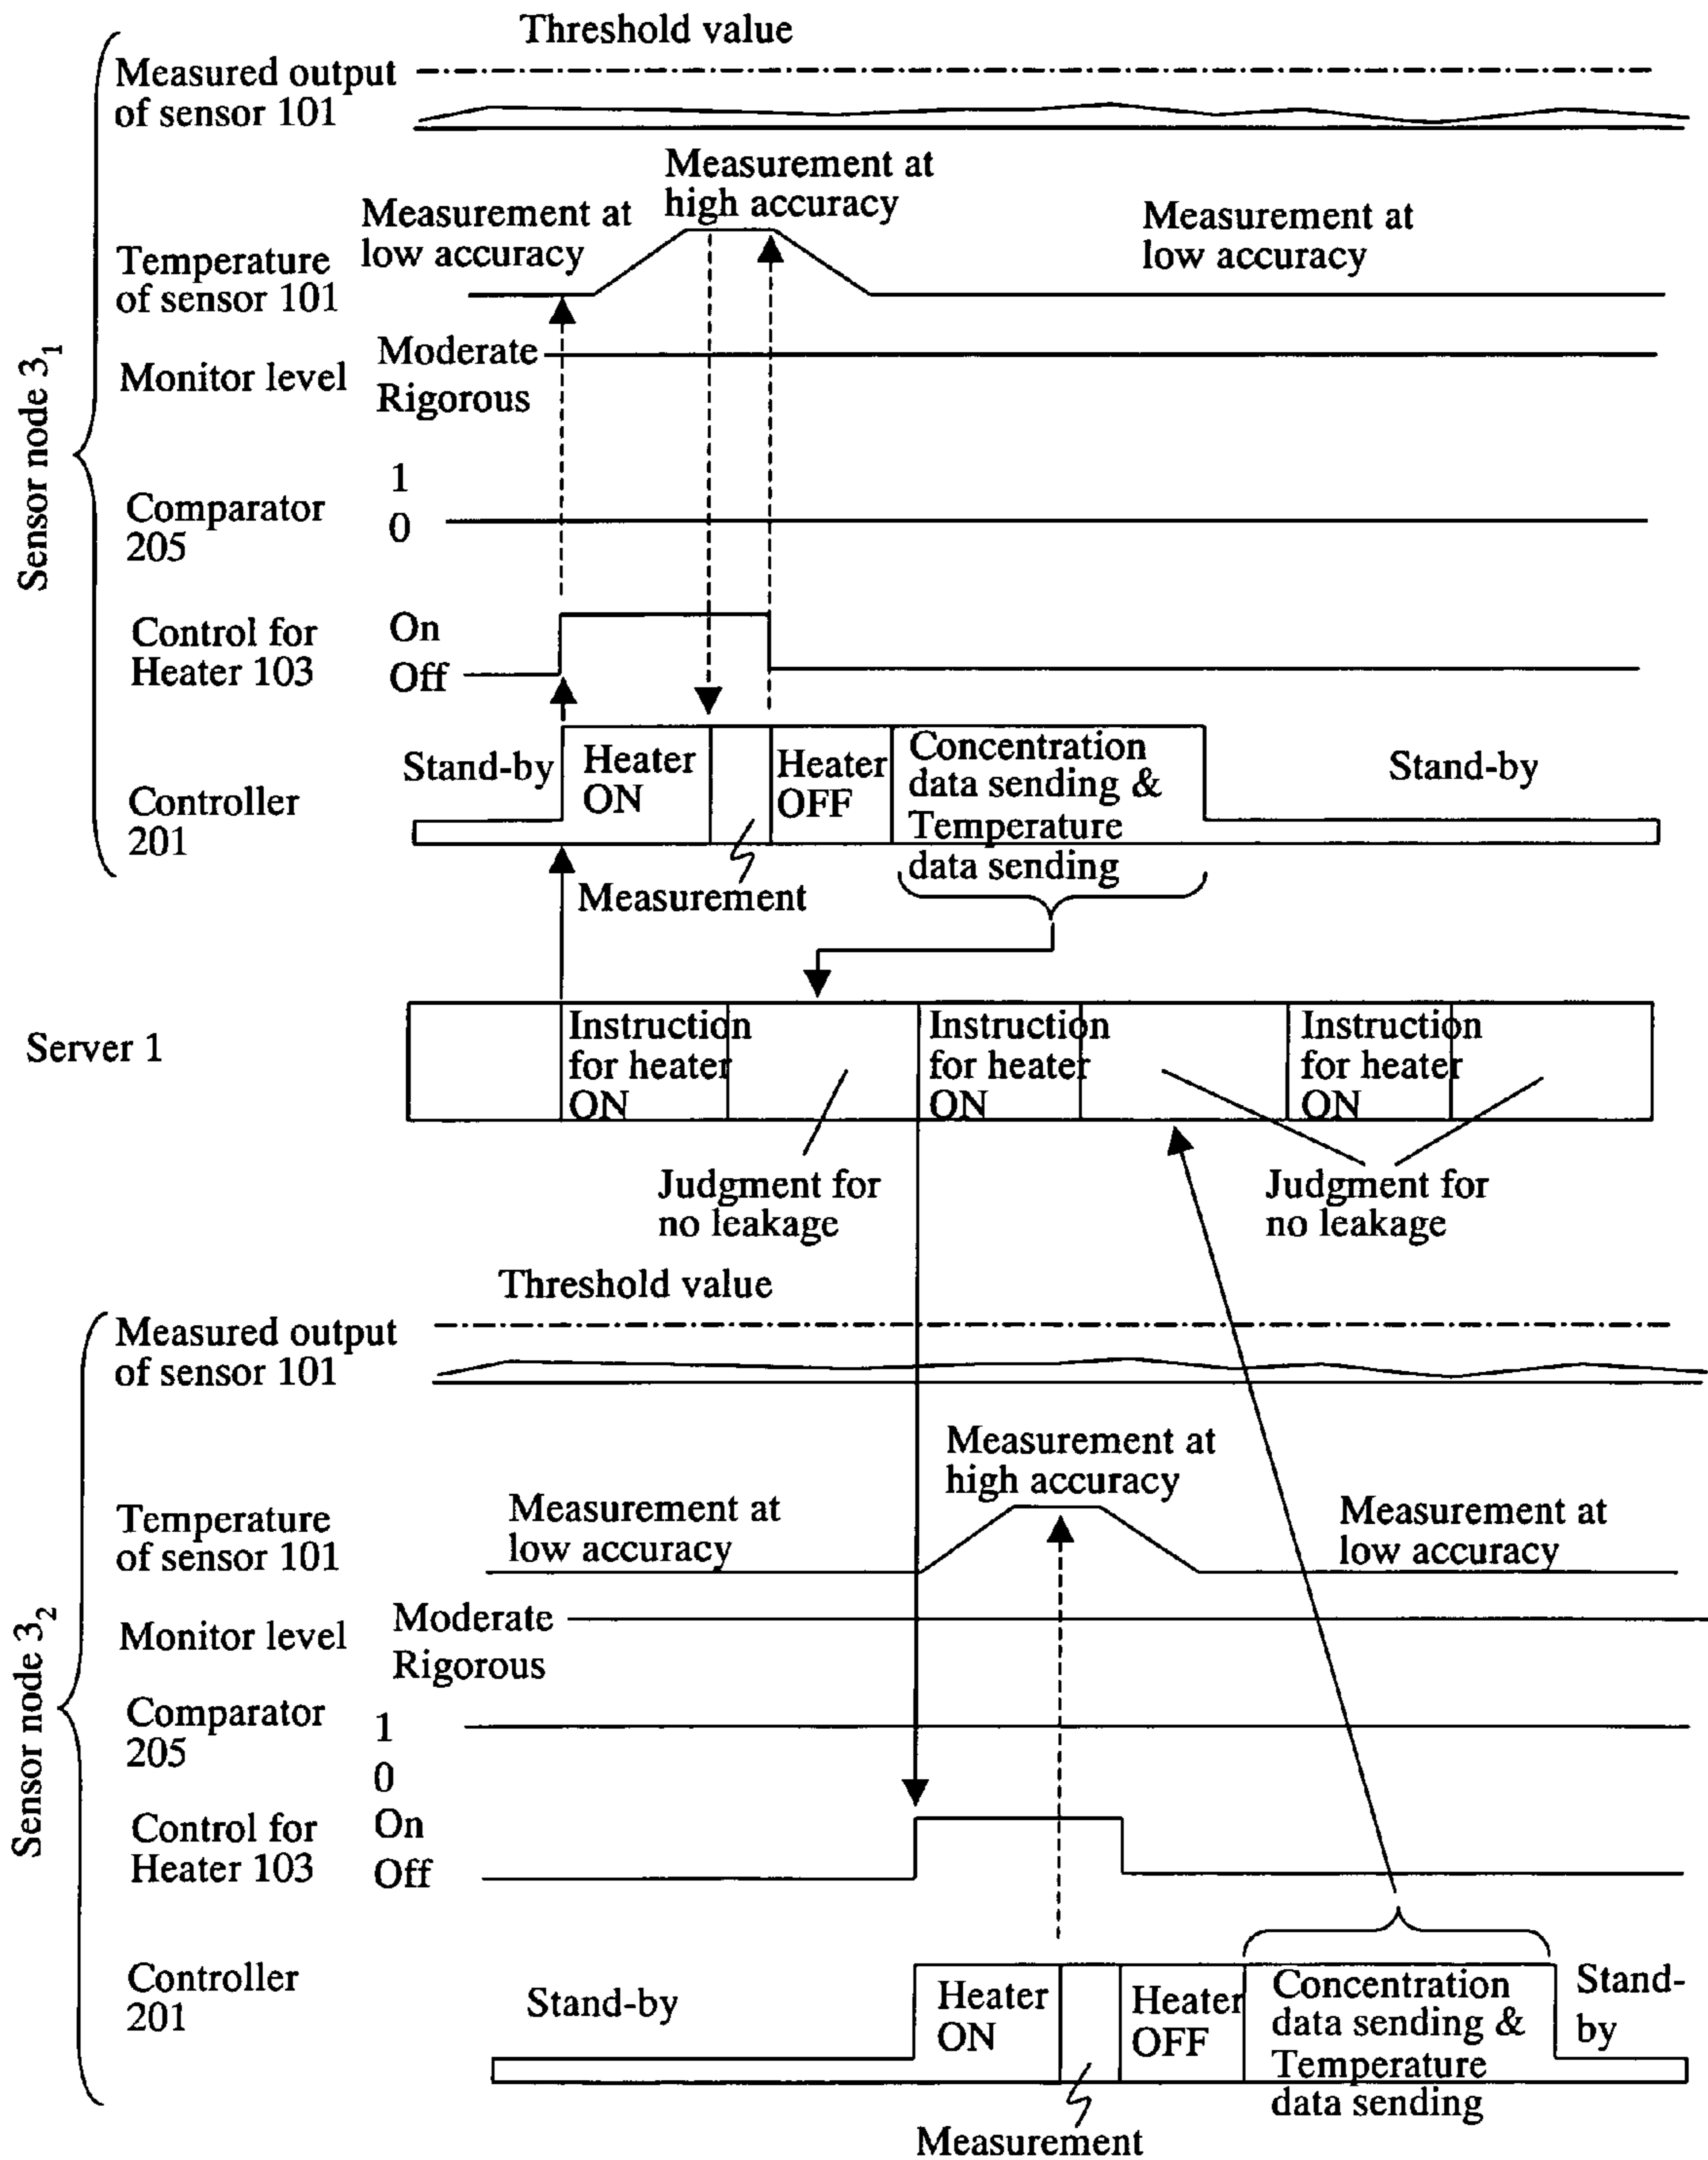 Threshold value
Measured output
of sensor 101
Measurement at
high accuracy
Measurement at
low accuracy
Measurement at
low accuracy
Temperature
of sensor 101
Moderate
Monitor level
Rigorous
Sensor node 3₁
1
Comparator
205
0
Control for
Heater 103
On
Off
Stand-by
Heater
ON
Heater
OFF
Concentration
data sending &
Temperature
data sending
Stand-by
Controller
201
Measurement
Server 1
Instruction
for heater
ON
Instruction
for heater
ON
Instruction
for heater
ON
Judgment for
no leakage
Judgment for
no leakage
Threshold value
Measured output
of sensor 101
Measurement at
high accuracy
Measurement at
low accuracy
Measurement at
low accuracy
Temperature
of sensor 101
Moderate
Monitor level
Rigorous
Sensor node 3₂
Comparator
205
1
0
Control for
Heater 103
On
Off
Controller
201
Stand-by
Heater
ON
Heater
OFF
Concentration
data sending &
Temperature
data sending
Stand-
by
Measurement